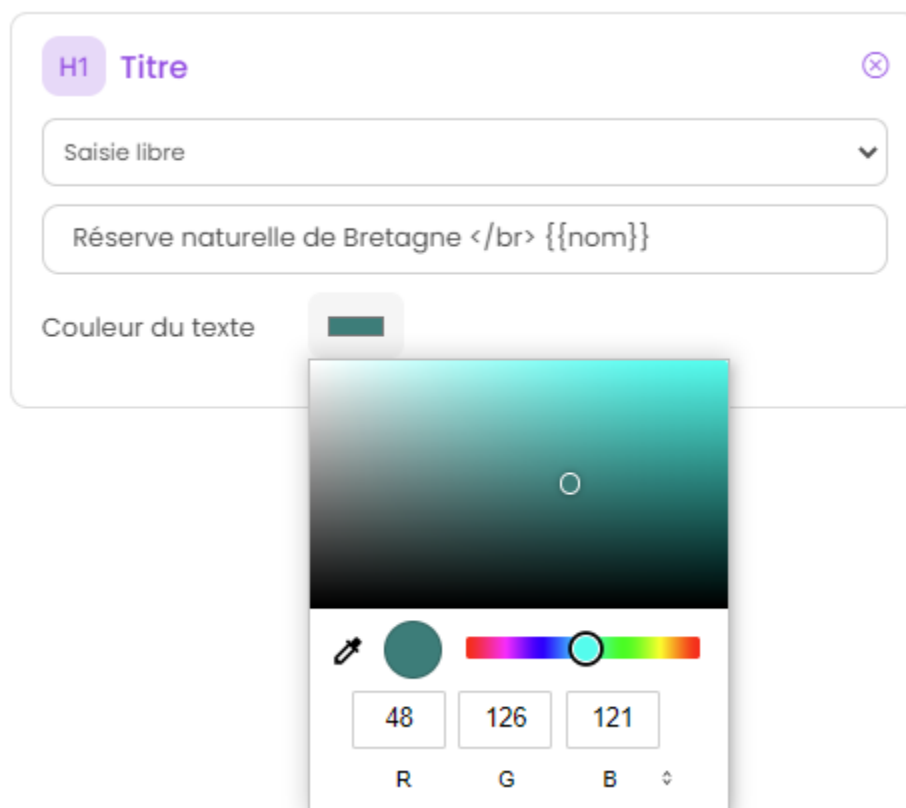 H1 Titre
Saisie libre
Réserve naturelle de Bretagne </br> {{nom}}
Couleur du texte
48 126 121
R G B